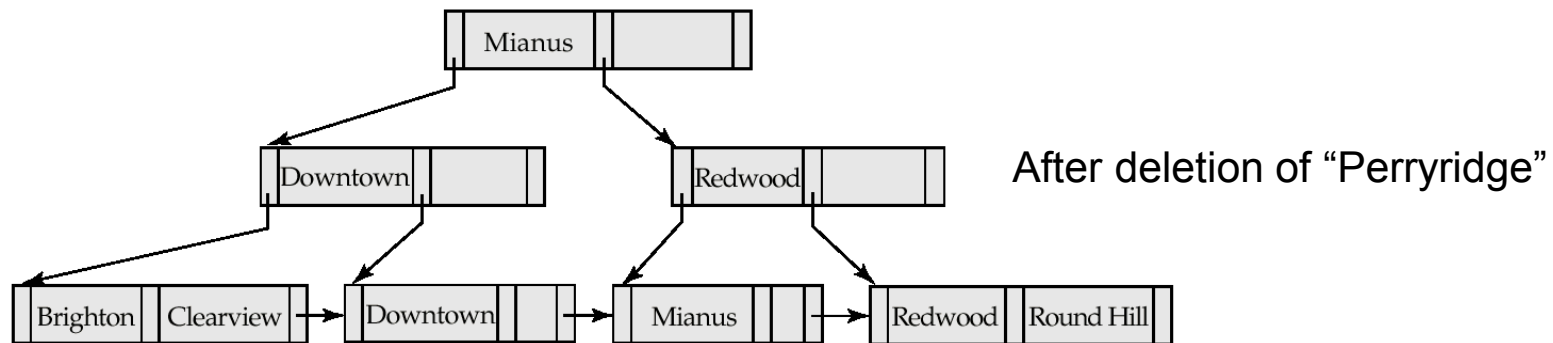 Mianus
Downtown
Redwood
After deletion of “Perryridge”
Brighton Clearview Downtown Mianus Redwood Round Hill